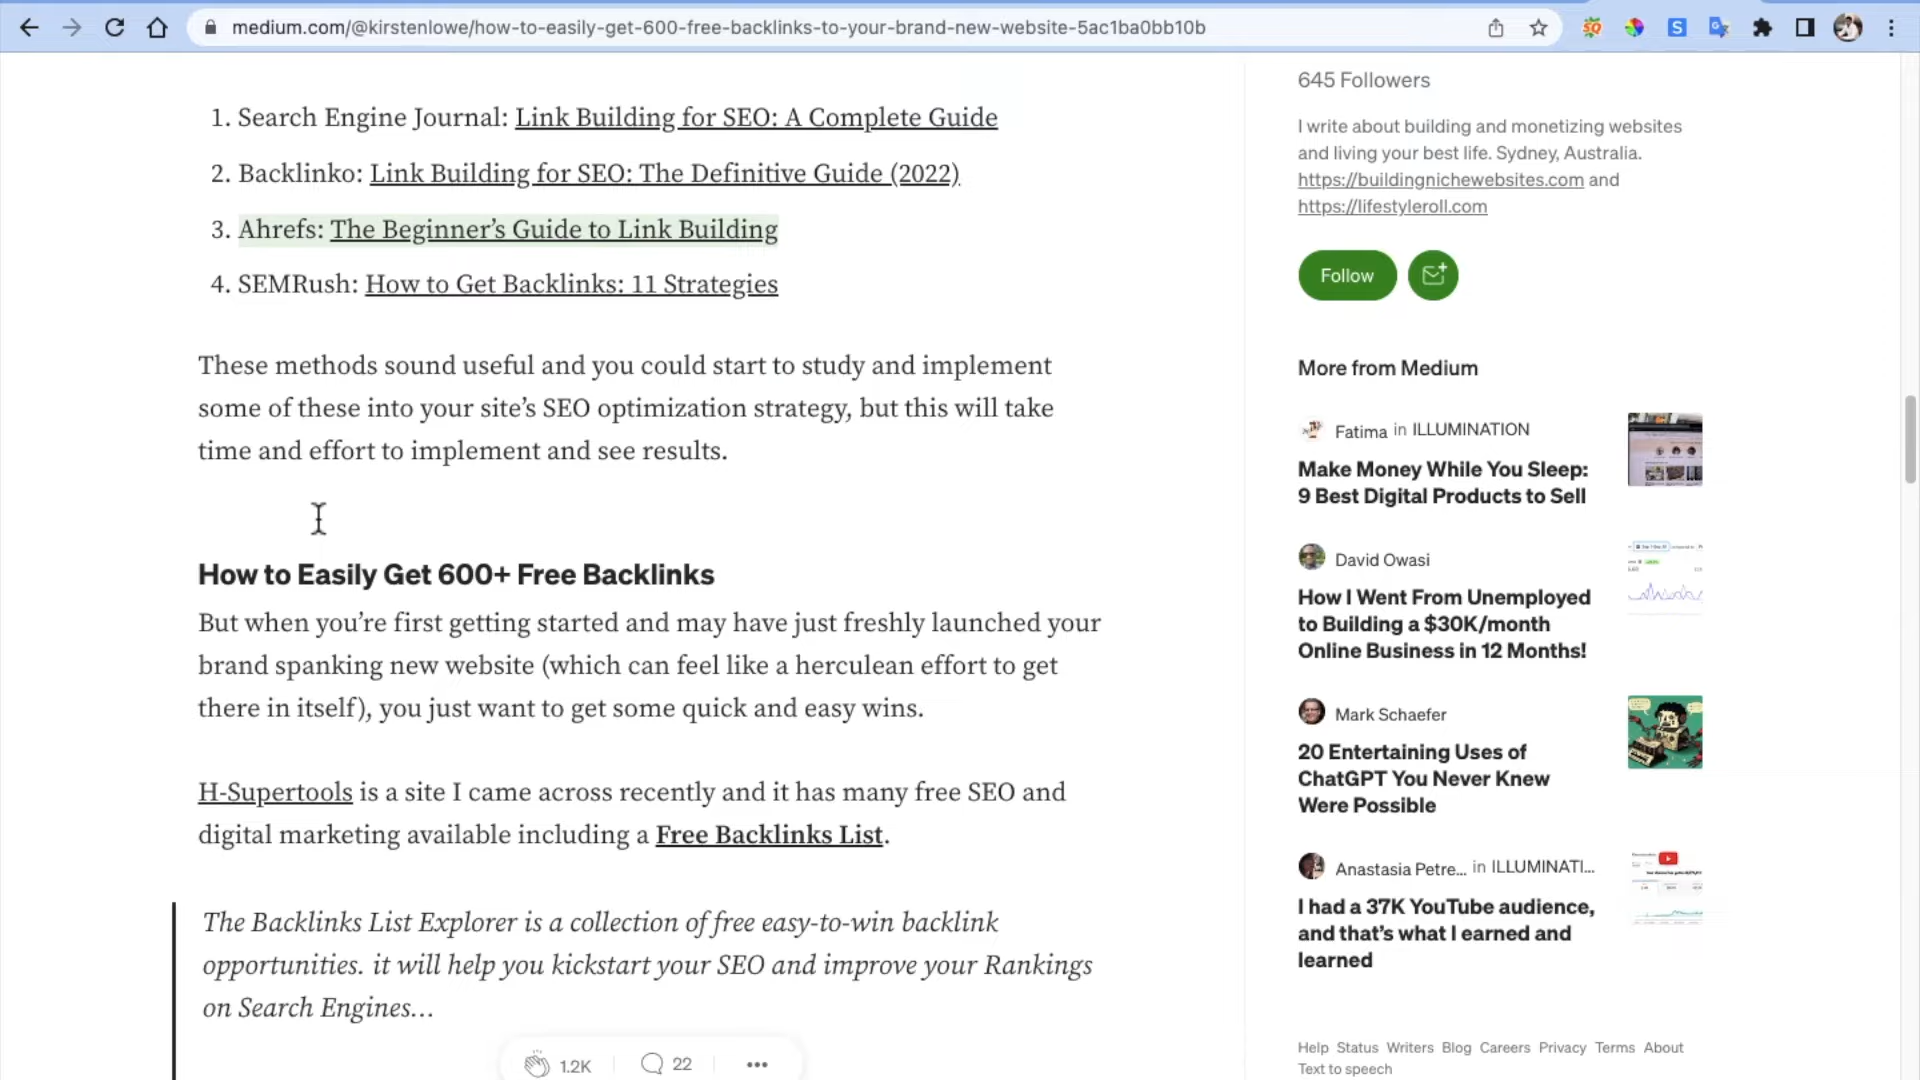 medium.com/@kirstenlowe/how-to-easily-get-600-free-backlinks-to-your-brand-new-website-5ac1ba0bb10b
1. Search Engine Journal: Link Building for SEO: A Complete Guide
2. Backlinko: Link Building for SEO: The Definitive Guide (2022)
3. Ahrefs: The Beginner’s Guide to Link Building
4. SEMRush: How to Get Backlinks: 11 Strategies
These methods sound useful and you could start to study and implement
some of these into your site’s SEO optimization strategy, but this will take
time and effort to implement and see results.
How to Easily Get 600+ Free Backlinks
But when you’re first getting started and may have just freshly launched your
brand spanking new website (which can feel like a herculean effort to get
there in itself), you just want to get some quick and easy wins.
H-Supertools is a site I came across recently and it has many free SEO and
digital marketing available including a Free Backlinks List.
The Backlinks List Explorer is a collection of free easy-to-win backlink
opportunities. it will help you kickstart your SEO and improve your Rankings
on Search Engines…
1.2K
22
645 Followers
I write about building and monetizing websites
and living your best life. Sydney, Australia.
https://buildingnichewebsites.com and
https://lifestyleroll.com
Follow
More from Medium
Fatima in ILLUMINATION
Make Money While You Sleep:
9 Best Digital Products to Sell
David Owasi
How I Went From Unemployed
to Building a $30K/month
Online Business in 12 Months!
Mark Schaefer
20 Entertaining Uses of
ChatGPT You Never Knew
Were Possible
Anastasia Petre... in ILLUMINATI...
I had a 37K YouTube audience,
and that’s what I earned and
learned
Help Status Writers Blog Careers Privacy Terms About
Text to speech